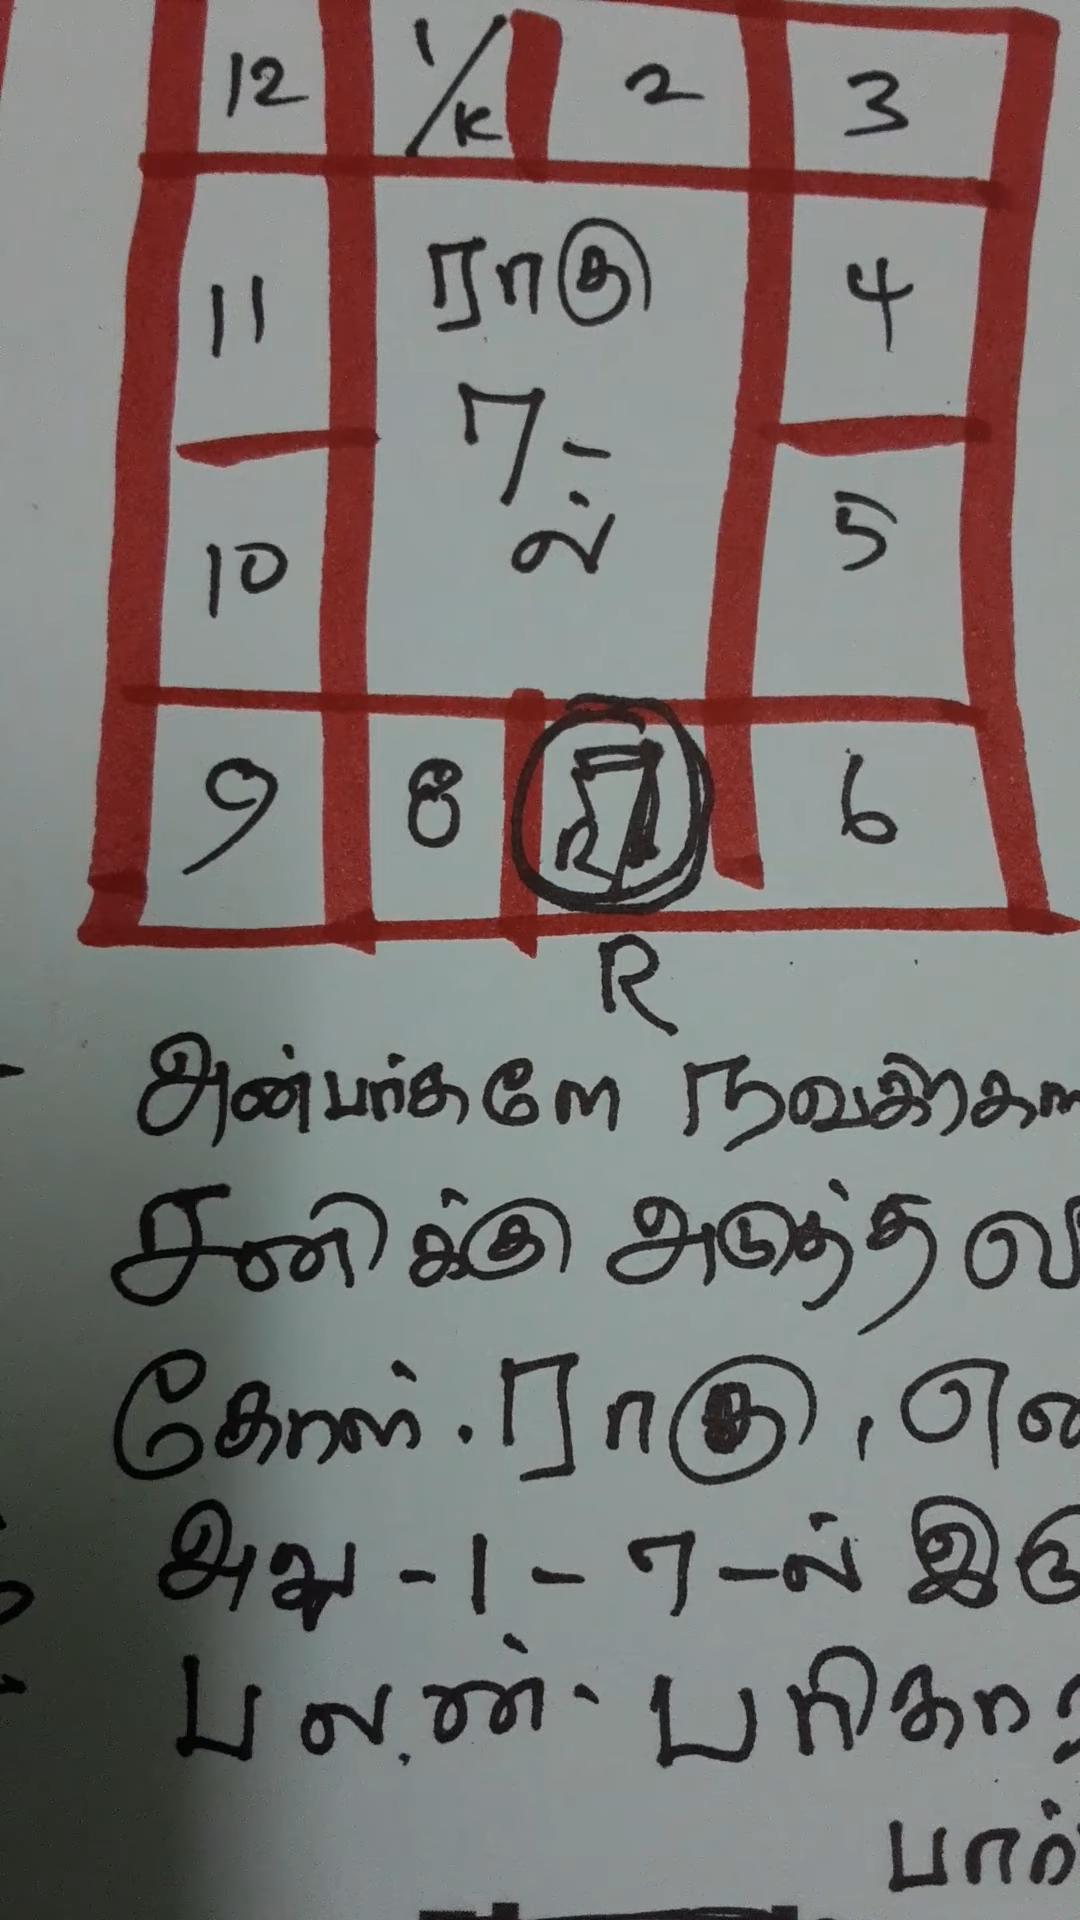 12 1/K 2 3
11 ராகு 4
7-
ல்
10 5
9 8 7 R 6
R
அன்பர்களே நவகிரக
சனிக்கு அடுத்த
கோள். ராகு,
அது -1-7-ல்
பலன். பரிகார
பார்